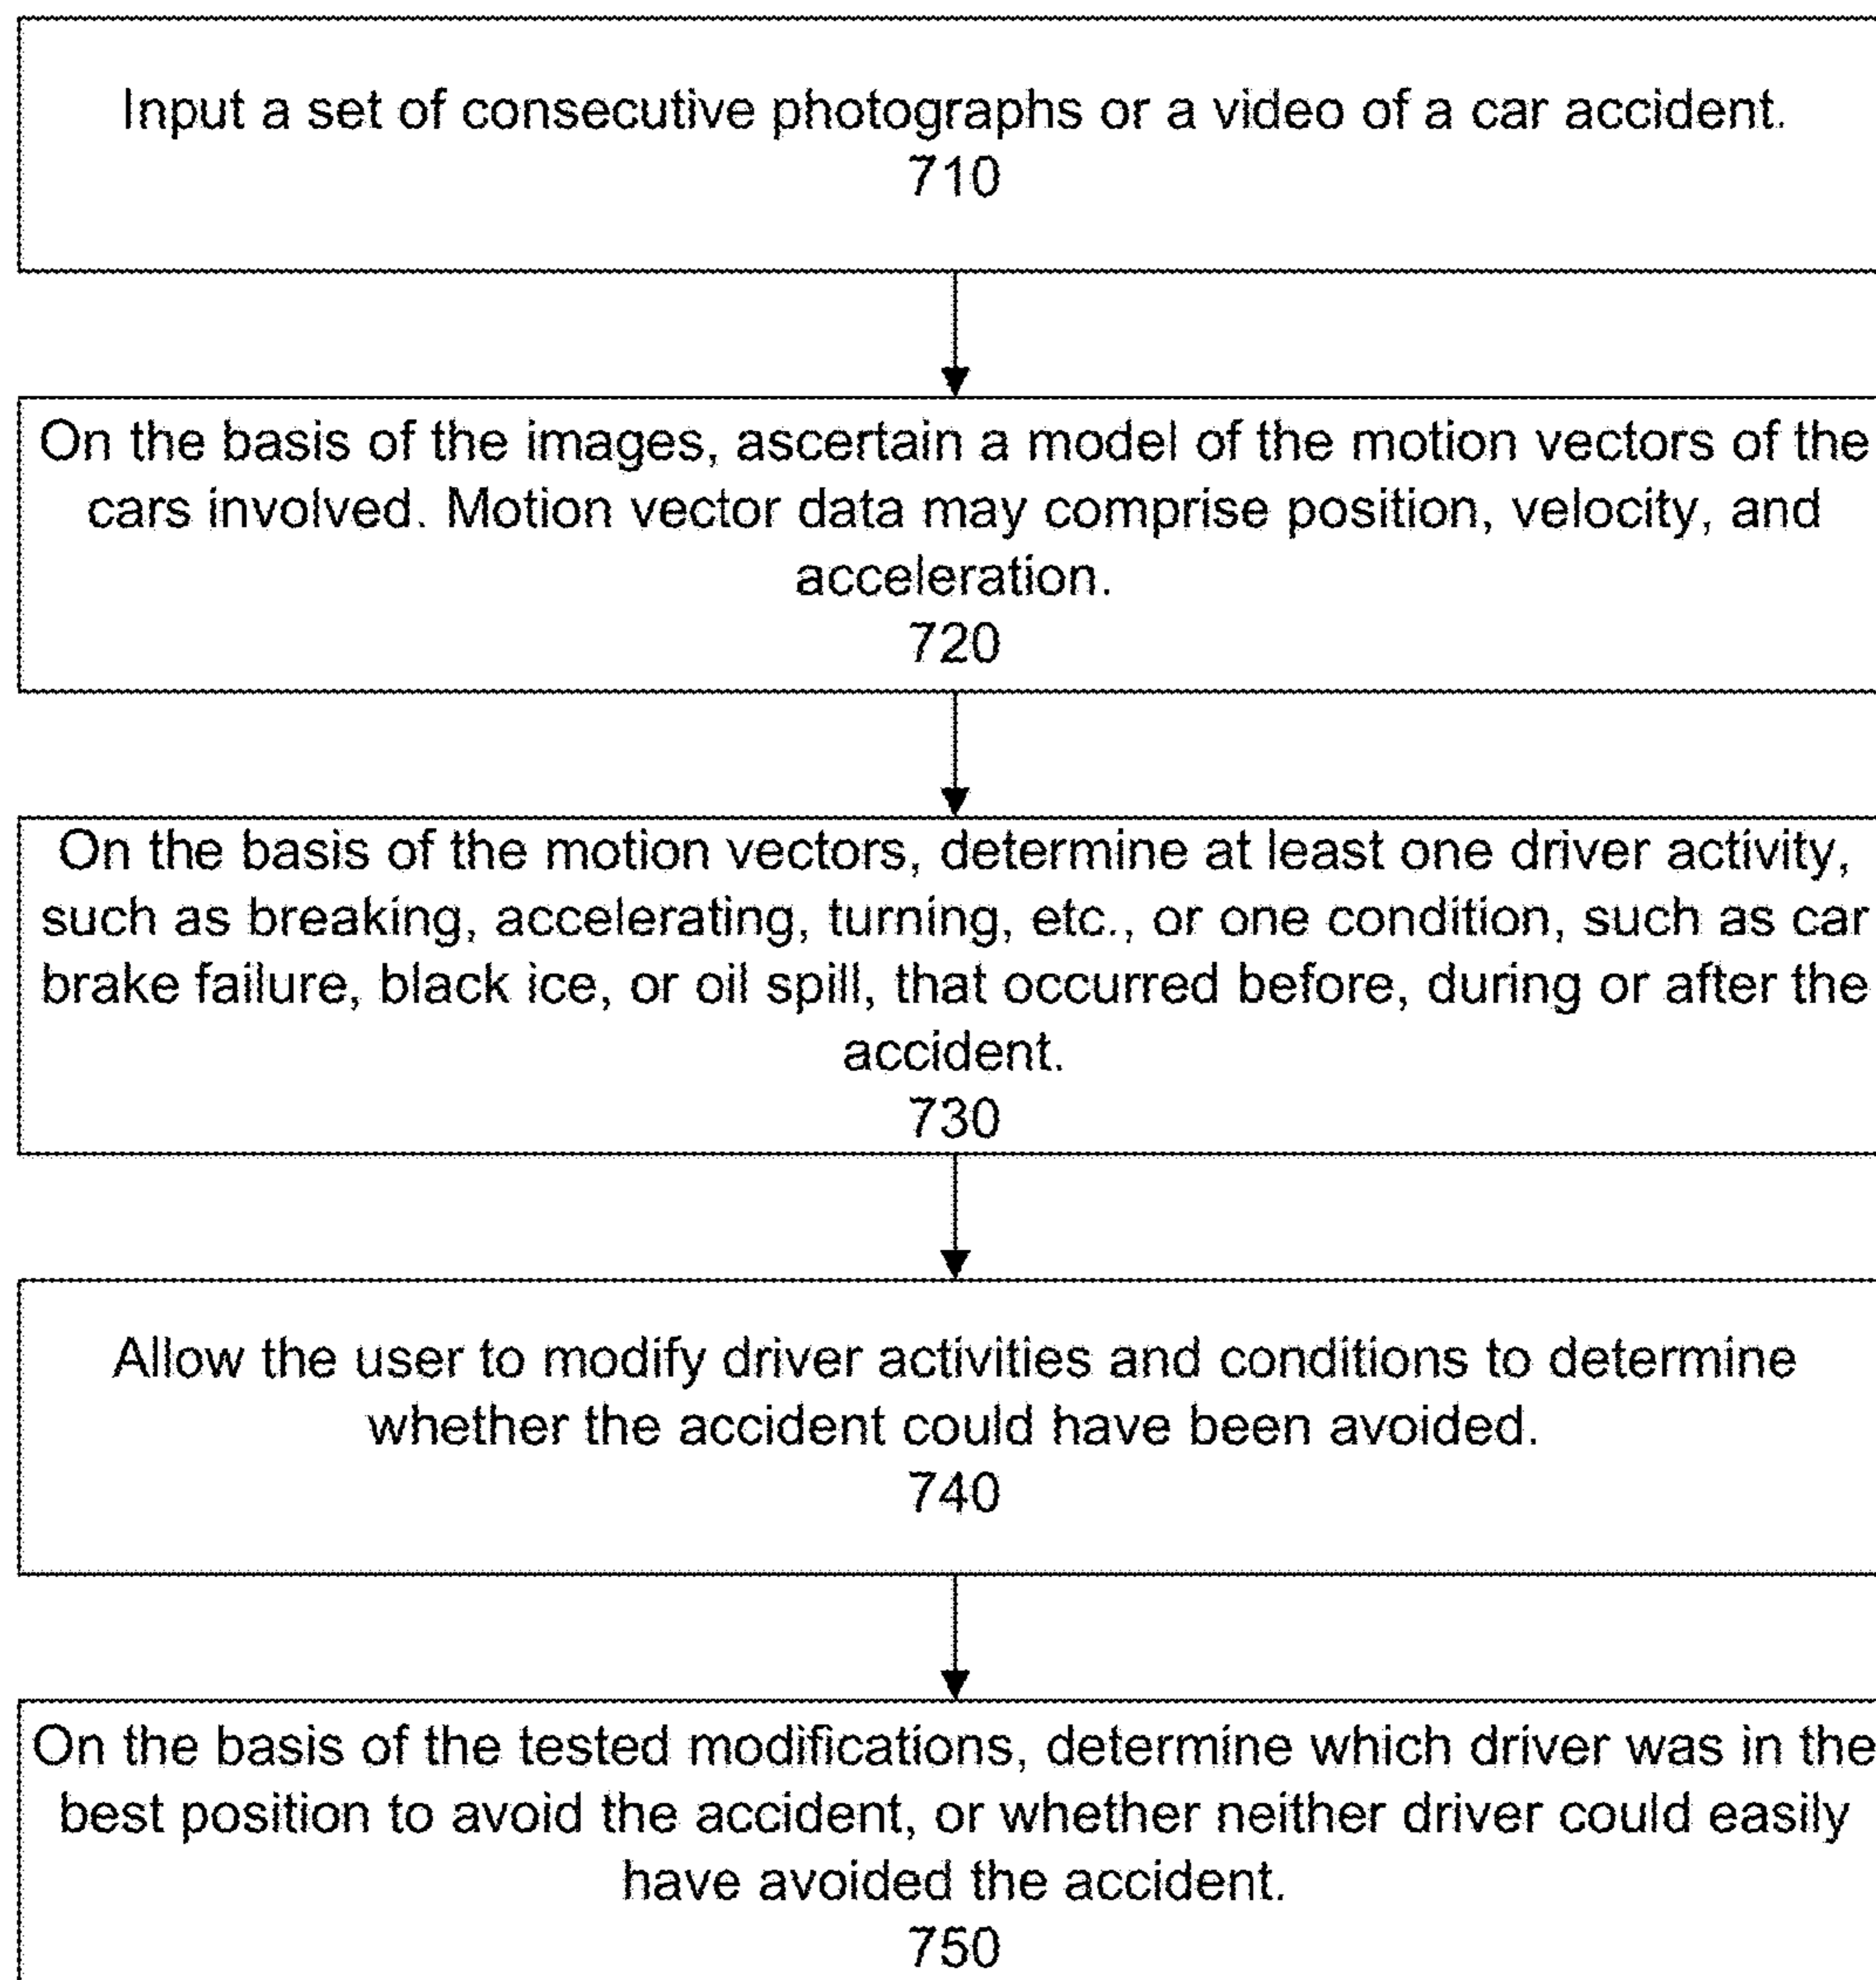 Input a set of consecutive photographs or a video of a car accident.
710
On the basis of the images, ascertain a model of the motion vectors of the
cars involved. Motion vector data may comprise position, velocity, and
acceleration.
720
On the basis of the motion vectors, determine at least one driver activity,
such as breaking, accelerating, turning, etc., or one condition, such as car
brake failure, black ice, or oil spill, that occurred before, during or after the
accident.
730
Allow the user to modify driver activities and conditions to determine
whether the accident could have been avoided.
740
On the basis of the tested modifications, determine which driver was in the
best position to avoid the accident, or whether neither driver could easily
have avoided the accident.
750